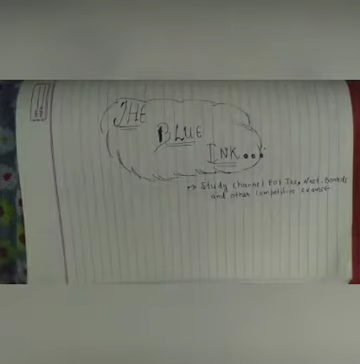 THE
BLUE
INK...
→ Study channel For Jee, Neet, Boards
and other competitive exams